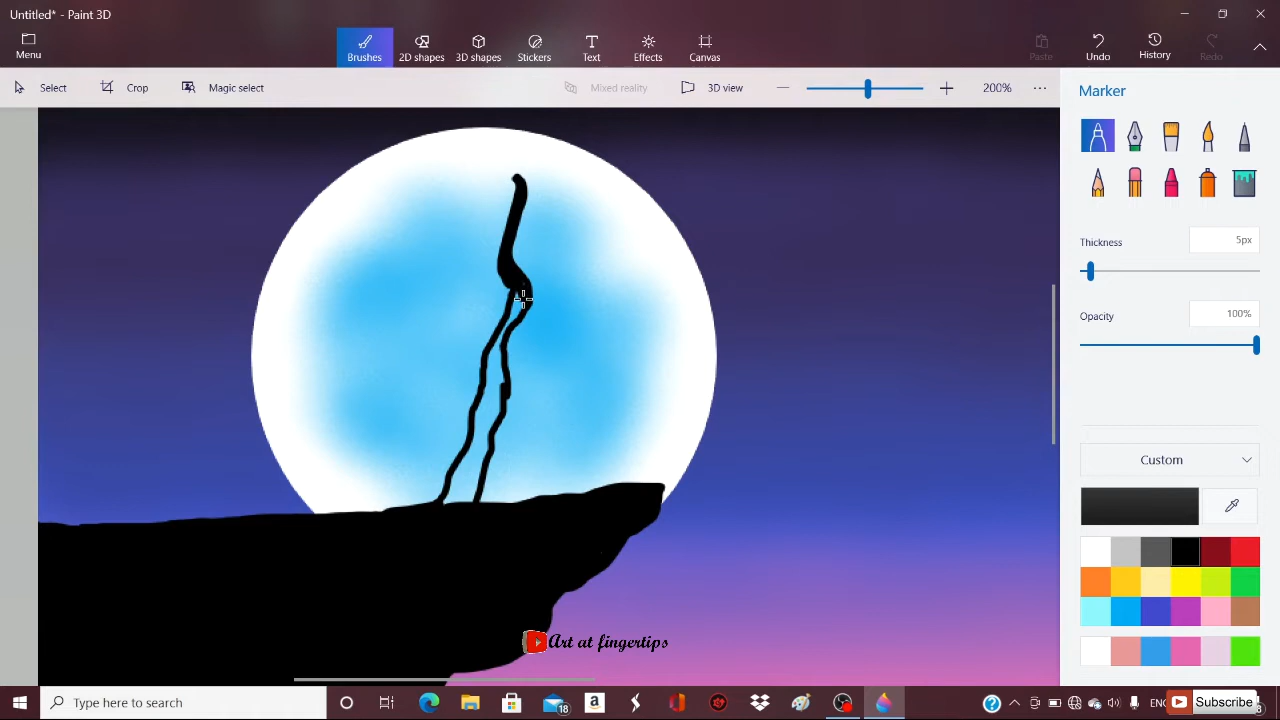 Untitled* - Paint 3D
Menu
Brushes
2D shapes
3D shapes
Stickers
Text
Effects
Canvas
Paste
Undo
History
Redo
Select
Crop
Magic select
Mixed reality
3D view
200%
Marker
Thickness
5px
Opacity
100%
Custom
Art at fingertips
Type here to search
18
a
?
ENG
Subscribe